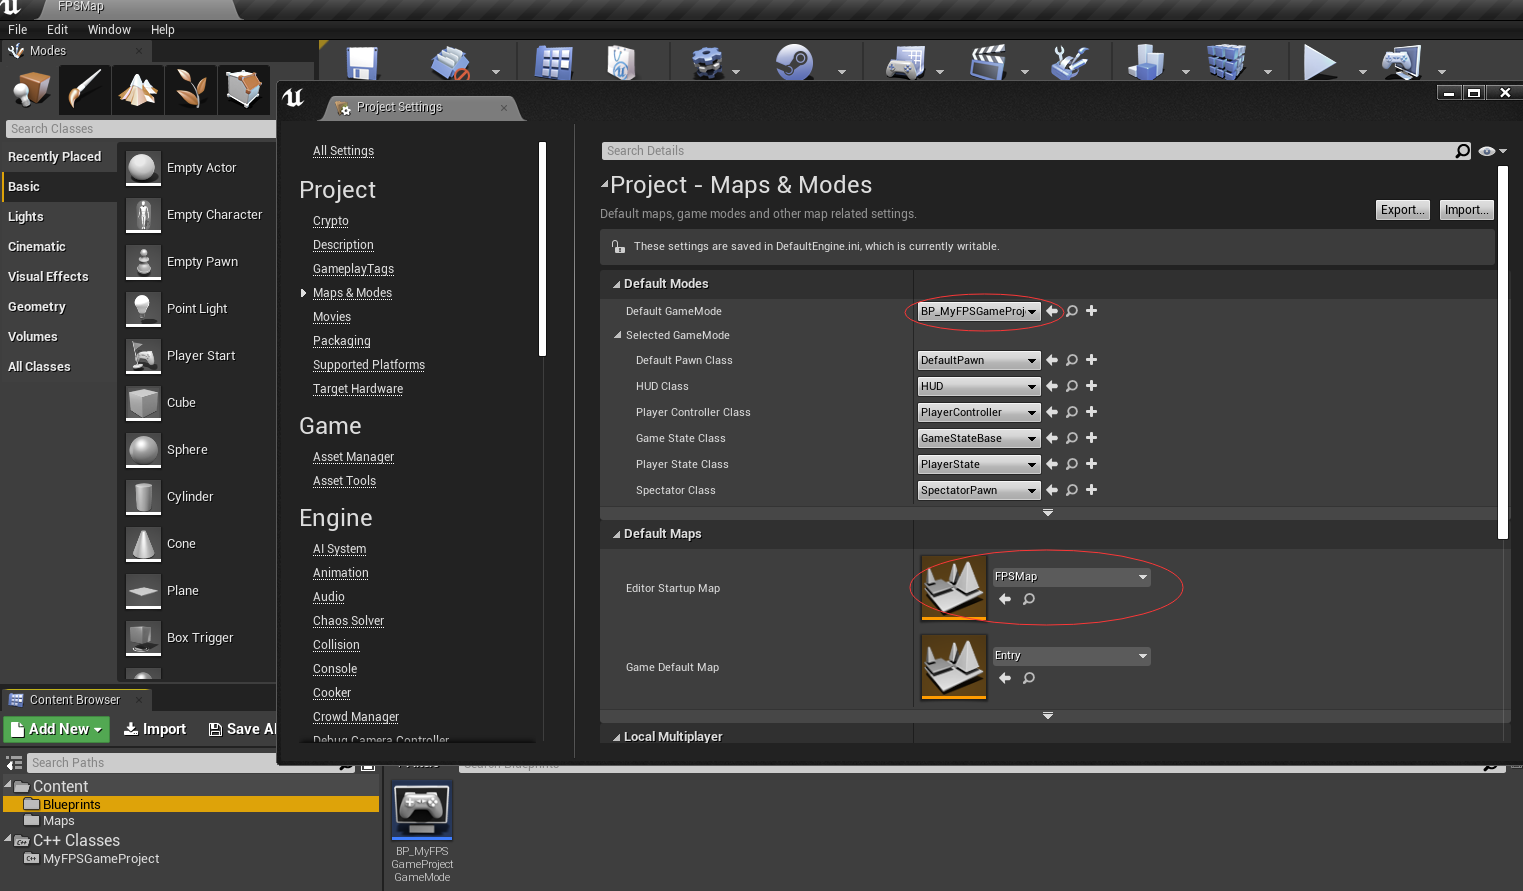 FPSMap
File Edit Window Help
Modes
Search Classes
Recently Placed
Basic
Lights
Cinematic
Visual Effects
Geometry
Volumes
All Classes
Empty Actor
Empty Character
Empty Pawn
Point Light
Player Start
Cube
Sphere
Cylinder
Cone
Plane
Box Trigger
Project Settings
All Settings
Project
Crypto
Description
GameplayTags
Maps & Modes
Movies
Packaging
Supported Platforms
Target Hardware
Game
Asset Manager
Asset Tools
Engine
AI System
Animation
Audio
Chaos Solver
Collision
Console
Cooker
Crowd Manager
Debug Camera Controller
Search Details
Project - Maps & Modes
Default maps, game modes and other map related settings.
Export... Import...
These settings are saved in DefaultEngine.ini, which is currently writable.
Default Modes
Default GameMode BP_MyFPSGameProj
Selected GameMode
Default Pawn Class DefaultPawn
HUD Class HUD
Player Controller Class PlayerController
Game State Class GameStateBase
Player State Class PlayerState
Spectator Class SpectatorPawn
Default Maps
Editor Startup Map FPSMap
Game Default Map Entry
Local Multiplayer
Content Browser
Add New Import Save Al
Search Paths
Search Blueprints
Content
Blueprints
Maps
C++ Classes
MyFPSGameProject
BP_MyFPS
GameProject
GameMode